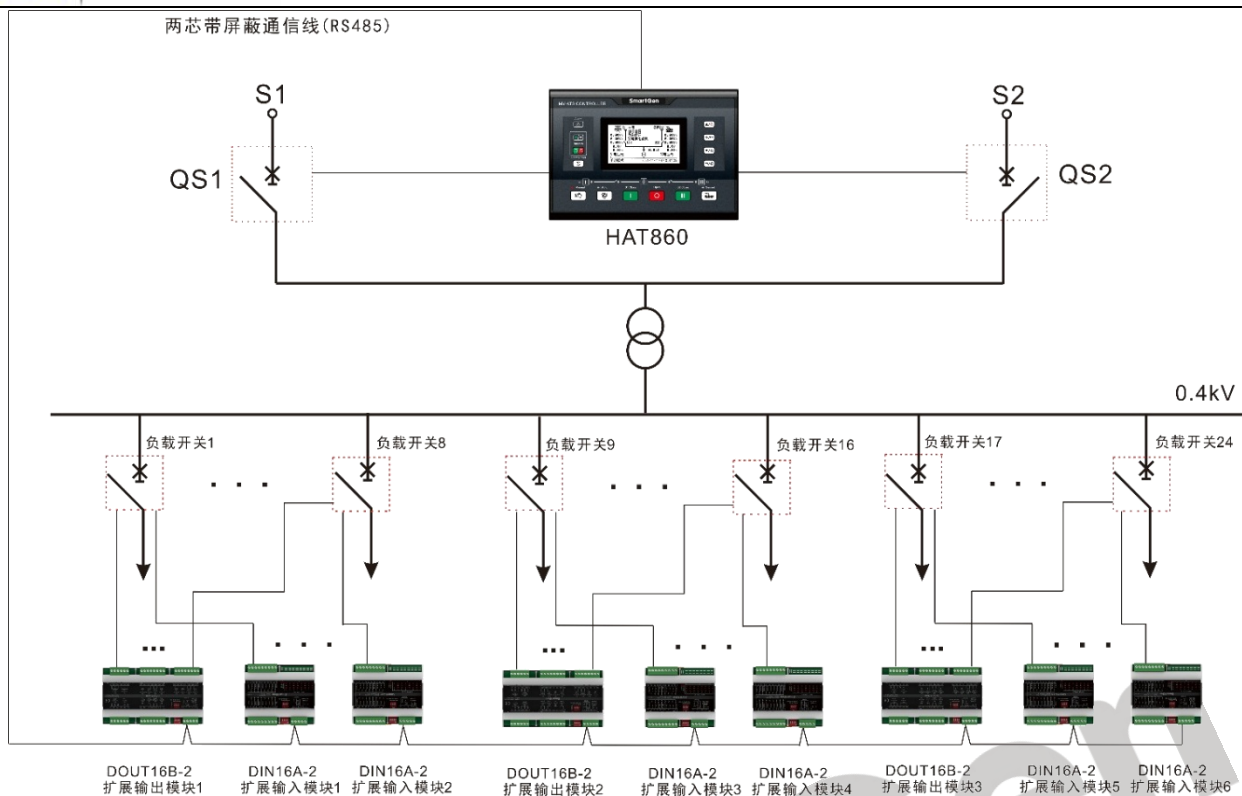 两芯带屏蔽通信线(RS485)
S1
SmartGen
S2
QS1
QS2
HAT860
0.4kV
负载开关1
负载开关8
负载开关9
负载开关16
负载开关17
负载开关24
DOUT16B-2
扩展输出模块1
DIN16A-2
扩展输入模块1
DIN16A-2
扩展输入模块2
DOUT16B-2
扩展输出模块2
DIN16A-2
扩展输入模块3
DIN16A-2
扩展输入模块4
DOUT16B-2
扩展输出模块3
DIN16A-2
扩展输入模块5
DIN16A-2
扩展输入模块6